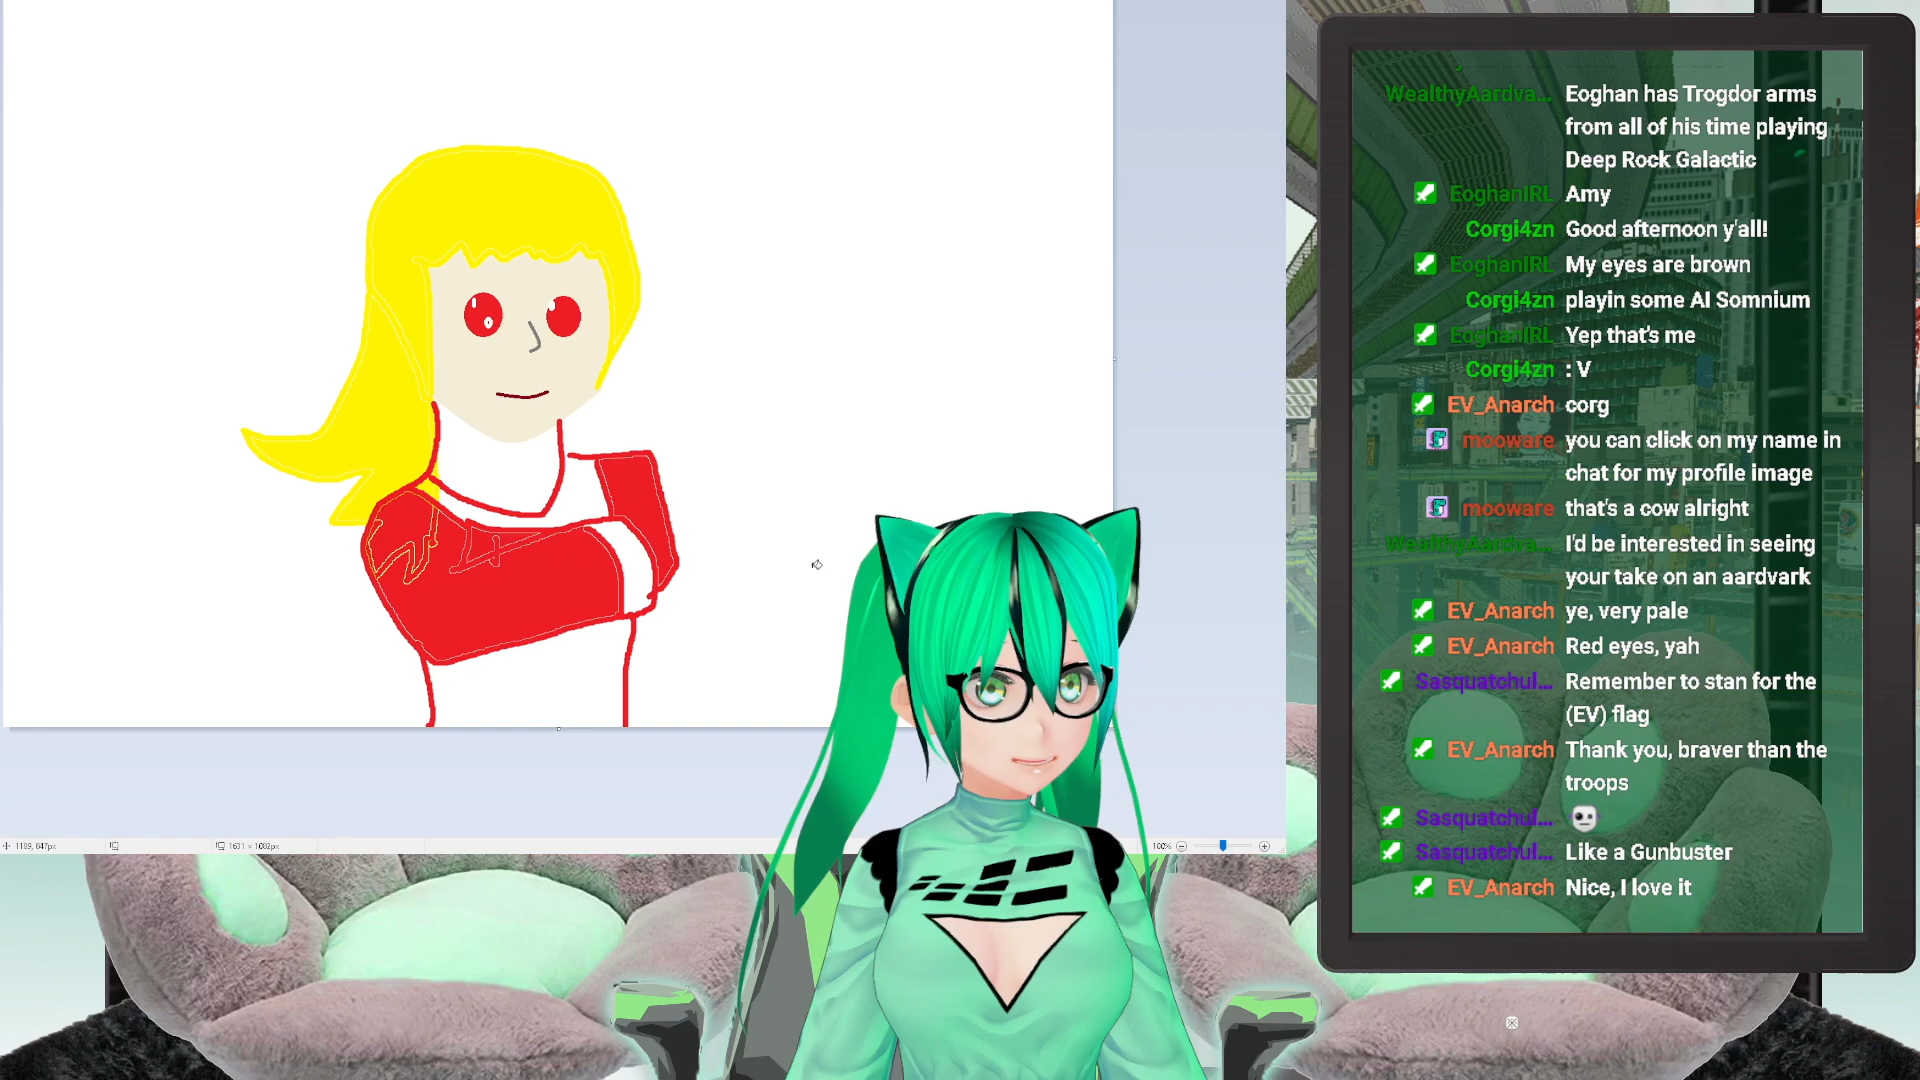 WealthyAardva... Eoghan has Trogdor arms
from all of his time playing
Deep Rock Galactic
EoghanIRL Amy
Corgi4zn Good afternoon y'all!
EoghanIRL My eyes are brown
Corgi4zn playin some AI Somnium
EoghanIRL Yep that's me
Corgi4zn : V
EV_Anarch corg
mooware you can click on my name in
chat for my profile image
mooware that's a cow alright
WealthyAardva... I'd be interested in seeing
your take on an aardvark
EV_Anarch ye, very pale
EV_Anarch Red eyes, yah
Sasquatchul... Remember to stan for the
(EV) flag
EV_Anarch Thank you, braver than the
troops
Sasquatchul...
Sasquatchul... Like a Gunbuster
EV_Anarch Nice, I love it
1189, 847px
1631 × 1082px
100%